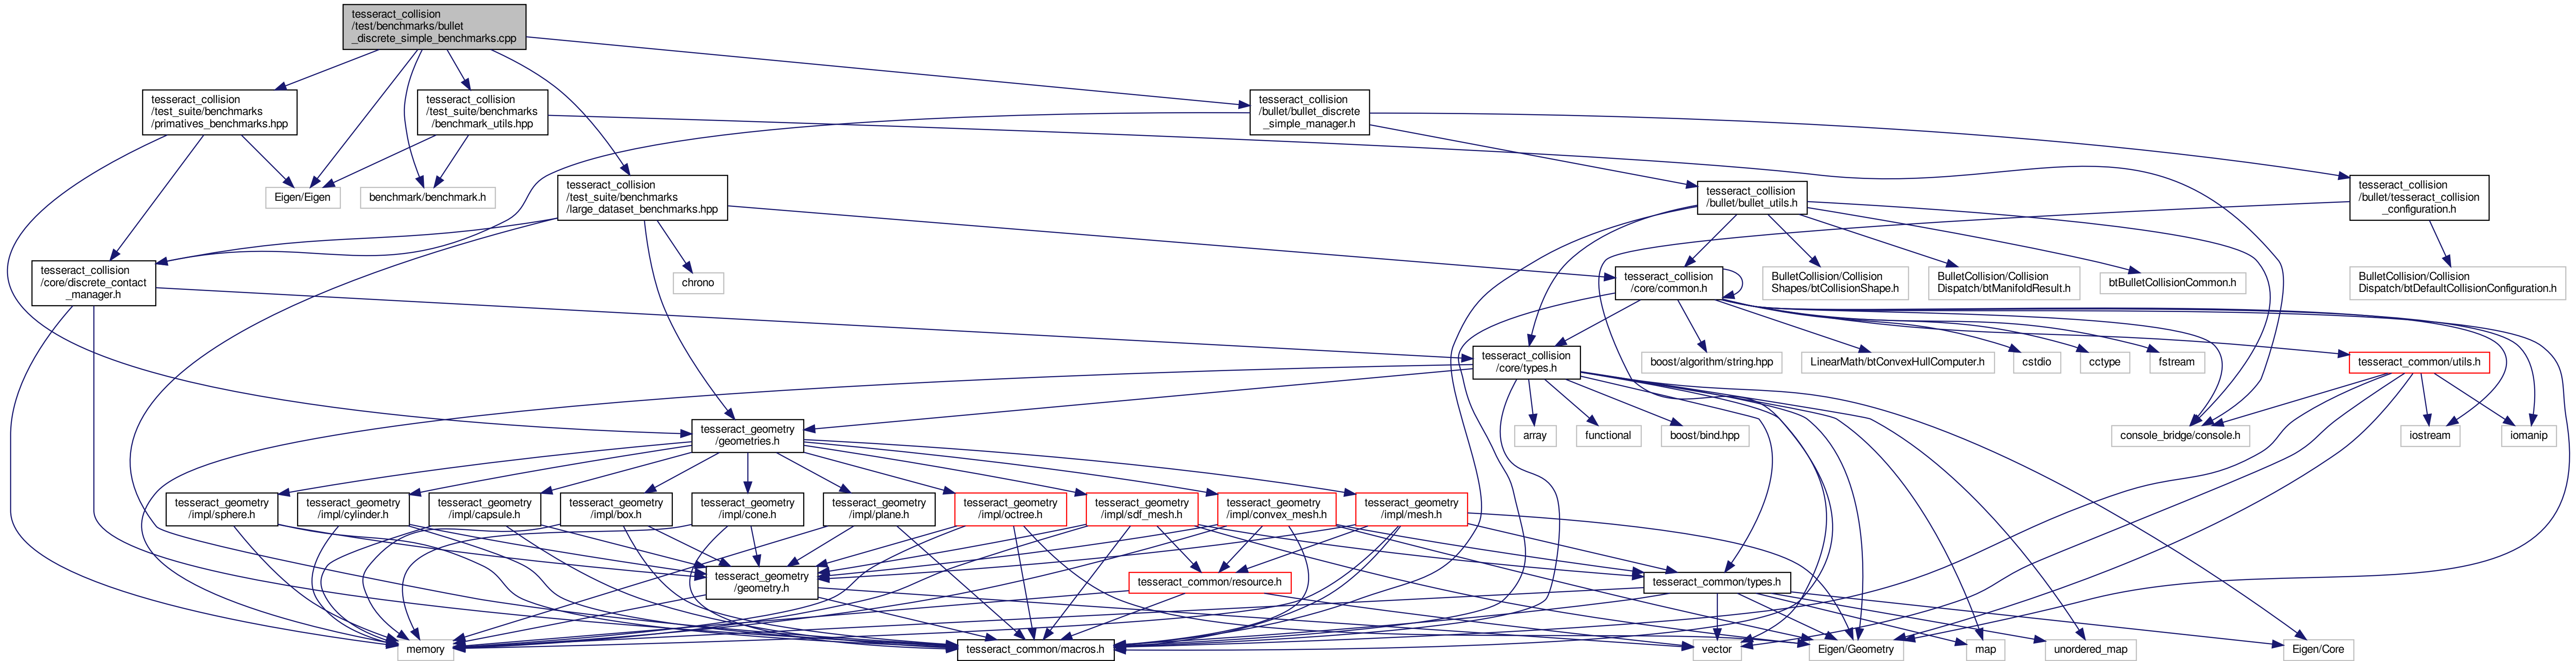 tesseract_collision
/test/benchmarks/bullet
_discrete_simple_benchmarks.cpp
tesseract_collision
/test_suite/benchmarks
/primatives_benchmarks.hpp
tesseract_collision
/test_suite/benchmarks
/benchmark_utils.hpp
tesseract_collision
/bullet/bullet_discrete
_simple_manager.h
Eigen/Eigen
benchmark/benchmark.h
tesseract_collision
/test_suite/benchmarks
/large_dataset_benchmarks.hpp
tesseract_collision
/bullet/bullet_utils.h
tesseract_collision
/bullet/tesseract_collision
_configuration.h
tesseract_collision
/core/discrete_contact
_manager.h
chrono
tesseract_collision
/core/common.h
BulletCollision/Collision
Shapes/btCollisionShape.h
BulletCollision/Collision
Dispatch/btManifoldResult.h
btBulletCollisionCommon.h
BulletCollision/Collision
Dispatch/btDefaultCollisionConfiguration.h
tesseract_collision
/core/types.h
boost/algorithm/string.hpp
LinearMath/btConvexHullComputer.h
cstdio
cctype
fstream
tesseract_common/utils.h
tesseract_geometry
/geometries.h
array
functional
boost/bind.hpp
console_bridge/console.h
iostream
iomanip
tesseract_geometry
/impl/sphere.h
tesseract_geometry
/impl/cylinder.h
tesseract_geometry
/impl/capsule.h
tesseract_geometry
/impl/box.h
tesseract_geometry
/impl/cone.h
tesseract_geometry
/impl/plane.h
tesseract_geometry
/impl/octree.h
tesseract_geometry
/impl/sdf_mesh.h
tesseract_geometry
/impl/convex_mesh.h
tesseract_geometry
/impl/mesh.h
tesseract_geometry
/geometry.h
tesseract_common/resource.h
tesseract_common/types.h
memory
tesseract_common/macros.h
vector
Eigen/Geometry
map
unordered_map
Eigen/Core